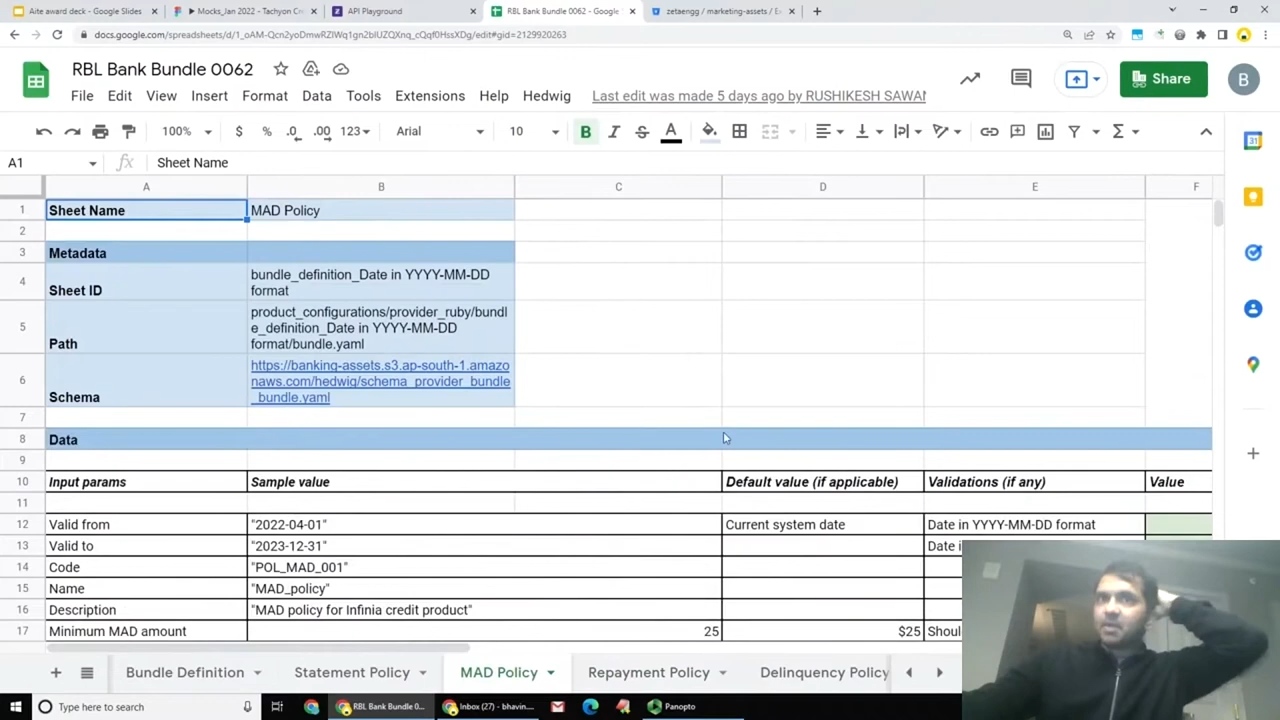 Aite award deck - Google Slides
Mocks_Jan 2022 - Tachyon Cr
API Playground
RBL Bank Bundle 0062 - Google
zetaengg / marketing-assets / E
docs.google.com/spreadsheets/d/1_oAM-Qcn2yoDmwRZIWq1gn2bIUZQXnq_cQqf0HssXDg/edit#gid=2129920263
RBL Bank Bundle 0062
Share
B
File Edit View Insert Format Data Tools Extensions Help Hedwig Last edit was made 5 days ago by RUSHIKESH SAWAN
100% $ % .0 .00 123 Arial 10 B I S A
A1 fx Sheet Name
A B C D E F
1 Sheet Name MAD Policy
2
3 Metadata
bundle_definition_Date in YYYY-MM-DD
4 Sheet ID format
product_configurations/provider_ruby/bundl
5 e_definition_Date in YYYY-MM-DD
Path format/bundle.yaml
https://banking-assets.s3.ap-south-1.amazo
6 naws.com/hedwig/schema_provider_bundle
Schema _bundle.yaml
7
8 Data
9
10 Input params Sample value Default value (if applicable) Validations (if any) Value
11
12 Valid from "2022-04-01" Current system date Date in YYYY-MM-DD format
13 Valid to "2023-12-31" Date i
14 Code "POL_MAD_001"
15 Name "MAD_policy"
16 Description "MAD policy for Infinia credit product"
17 Minimum MAD amount 25 $25 Shou
Bundle Definition Statement Policy MAD Policy Repayment Policy Delinquency Policy
Type here to search RBL Bank Bundle 0... Inbox (27) - bhavin... Panopto